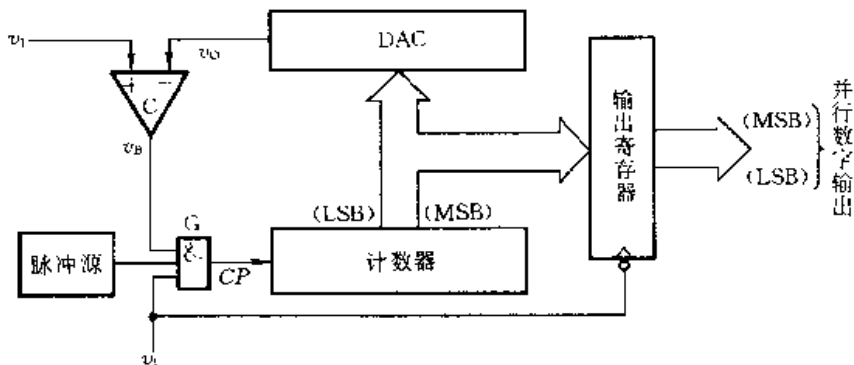 DAC
v_I
v_O
+
−
C
v_B
输出寄存器
(MSB)
(LSB)
并行数字输出
(LSB)
(MSB)
G
&
脉冲源
CP
计数器